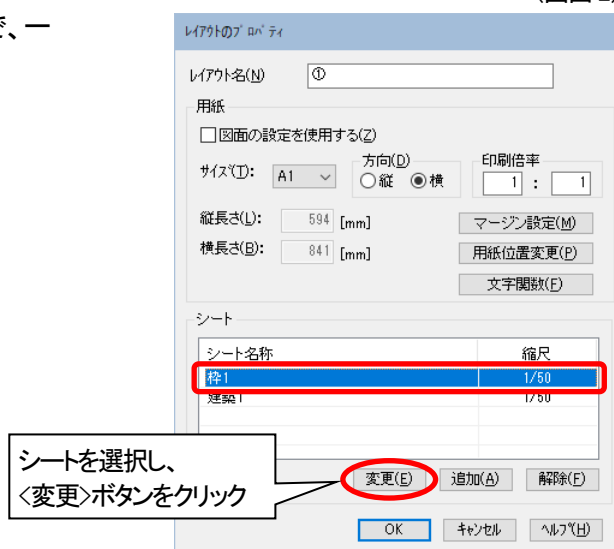 で、一
レイアウトのプロパティ
レイアウト名(N) ①
用紙
図面の設定を使用する(Z)
サイズ(T): A1
方向(D)
縦 横
印刷倍率
1 : 1
縦長さ(L): 594 [mm]
横長さ(B): 841 [mm]
マージン設定(M)
用紙位置変更(P)
文字関数(F)
シート
シート名称 縮尺
枠1 1/50
建築1 1/50
シートを選択し、
<変更>ボタンをクリック
変更(E) 追加(A) 解除(F)
OK キャンセル ヘルプ(H)